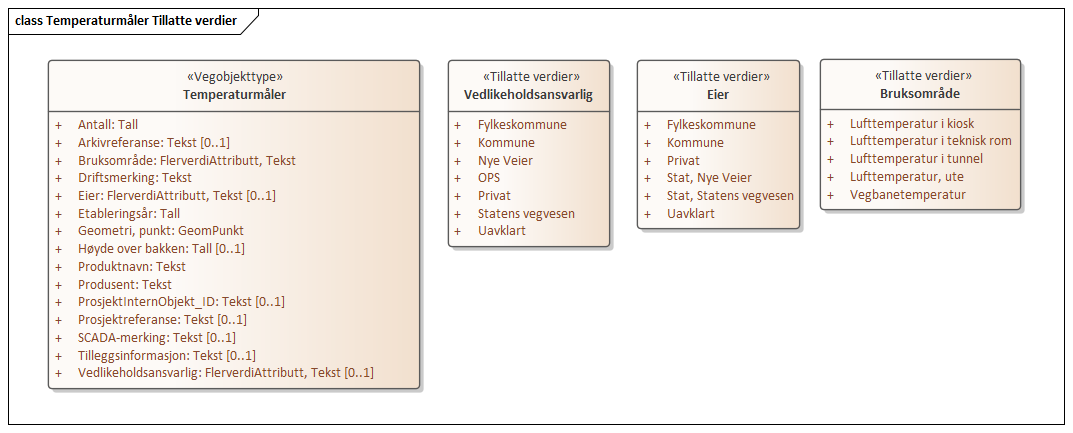 class Temperaturmåler Tillatte verdier
«Vegobjekttype»
Temperaturmåler
+ Antall: Tall
+ Arkivreferanse: Tekst [0..1]
+ Bruksområde: FlerverdiAttributt, Tekst
+ Driftsmerking: Tekst
+ Eier: FlerverdiAttributt, Tekst [0..1]
+ Etableringsår: Tall
+ Geometri, punkt: GeomPunkt
+ Høyde over bakken: Tall [0..1]
+ Produktnavn: Tekst
+ Produsent: Tekst
+ ProsjektInternObjekt_ID: Tekst [0..1]
+ Prosjektreferanse: Tekst [0..1]
+ SCADA-merking: Tekst [0..1]
+ Tilleggsinformasjon: Tekst [0..1]
+ Vedlikeholdsansvarlig: FlerverdiAttributt, Tekst [0..1]
«Tillatte verdier»
Vedlikeholdsansvarlig
+ Fylkeskommune
+ Kommune
+ Nye Veier
+ OPS
+ Privat
+ Statens vegvesen
+ Uavklart
«Tillatte verdier»
Eier
+ Fylkeskommune
+ Kommune
+ Privat
+ Stat, Nye Veier
+ Stat, Statens vegvesen
+ Uavklart
«Tillatte verdier»
Bruksområde
+ Lufttemperatur i kiosk
+ Lufttemperatur i teknisk rom
+ Lufttemperatur i tunnel
+ Lufttemperatur, ute
+ Vegbanetemperatur